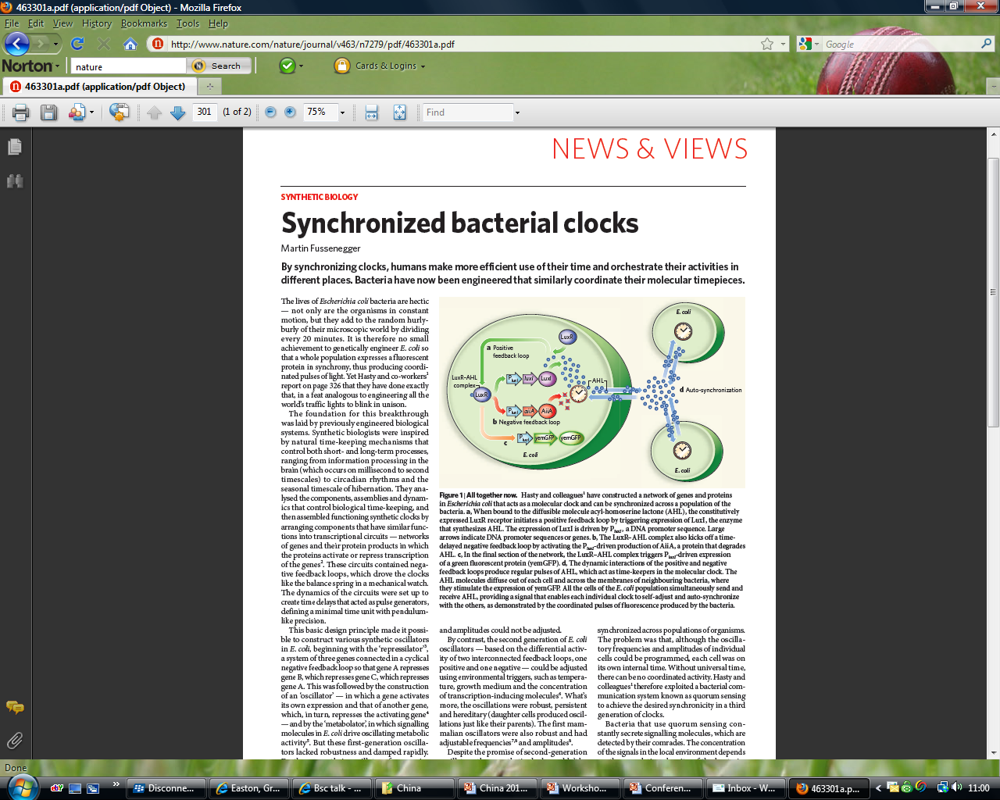 463301a.pdf (application/pdf Object) - Mozilla Firefox
File Edit View History Bookmarks Tools Help
http://www.nature.com/nature/journal/v463/n7279/pdf/463301a.pdf
Google
Norton
nature
Search
Cards & Logins
463301a.pdf (application/pdf Object)
301 (1 of 2) 75% Find
NEWS & VIEWS
SYNTHETIC BIOLOGY
Synchronized bacterial clocks
Martin Fussenegger
By synchronizing clocks, humans make more efficient use of their time and orchestrate their activities in
different places. Bacteria have now been engineered that similarly coordinate their molecular timepieces.
The lives of Escherichia coli bacteria are hectic
— not only are the organisms in constant
motion, but they add to the random hurly-
burly of their microscopic world by dividing
every 20 minutes. It is therefore no small
achievement to genetically engineer E. coli so
that a whole population expresses a fluorescent
protein in synchrony, thus producing coordi-
nated pulses of light. Yet Hasty and co-workers1
report on page 326 that they have done exactly
that, in a feat analogous to engineering all the
world's traffic lights to blink in unison.
The foundation for this breakthrough
was laid by previously engineered biological
systems. Synthetic biologists were inspired
by natural time-keeping mechanisms that
control both short- and long-term processes,
ranging from information processing in the
brain (which occurs on millisecond to second
timescales) to circadian rhythms and the
seasonal timescale of hibernation. They ana-
lysed the components, assemblies and dynam-
ics that control biological time-keeping, and
then assembled functioning synthetic clocks by
arranging components that have similar func-
tions into transcriptional circuits — networks
of genes and their protein products in which
the proteins activate or repress transcription
of the genes2. These circuits contained nega-
tive feedback loops, which drove the clocks
like the balance spring in a mechanical watch.
The dynamics of the circuits were set up to
create time delays that acted as pulse generators,
defining a minimal time unit with pendulum-
like precision.
This basic design principle made it possi-
ble to construct various synthetic oscillators
in E. coli, beginning with the 'repressilator'3,
a system of three genes connected in a cyclical
negative feedback loop so that gene A represses
gene B, which represses gene C, which represses
gene A. This was followed by the construction
of an 'oscillator' — in which a gene activates
its own expression and that of another gene,
which, in turn, represses the activating gene4
— and by the 'metabolator', in which signalling
molecules in E. coli drive oscillating metabolic
activity5. But these first-generation oscilla-
tors lacked robustness and damped rapidly.
E. coli
LuxR
a Positive
feedback loop
LuxR-AHL
complex
LuxR
PluxI luxI LuxI
AHL
d Auto-synchronization
PluxI aiiA AiiA
b Negative feedback loop
c PluxI yemGFP yemGFP
E. coli
E. coli
Figure 1 | All together now. Hasty and colleagues1 have constructed a network of genes and proteins
in Escherichia coli that acts as a molecular clock and can be synchronized across a population of the
bacteria. a, When bound to the diffusible molecule acyl-homoserine lactone (AHL), the constitutively
expressed LuxR receptor initiates a positive feedback loop by triggering expression of LuxI, the enzyme
that synthesizes AHL. The expression of LuxI is driven by PluxI, a DNA promoter sequence. Large
arrows indicate DNA promoter sequences or genes. b, The LuxR–AHL complex also kicks off a time-
delayed negative feedback loop by activating the PluxI-driven production of AiiA, a protein that degrades
AHL. c, In the final section of the network, the LuxR–AHL complex triggers PluxI-driven expression
of a green fluorescent protein (yemGFP). d, The dynamic interactions of the positive and negative
feedback loops produce regular pulses of AHL, which act as time-keepers in the molecular clock. The
AHL molecules diffuse out of each cell and across the membranes of neighbouring bacteria, where
they stimulate the expression of yemGFP. All the cells of the E. coli population simultaneously send and
receive AHL, providing a signal that enables each individual clock to self-adjust and auto-synchronize
with the others, as demonstrated by the coordinated pulses of fluorescence produced by the bacteria.
and amplitudes could not be adjusted.
By contrast, the second generation of E. coli
oscillators — based on the differential activ-
ity of two interconnected feedback loops, one
positive and one negative — could be adjusted
using environmental triggers, such as tempera-
ture, growth medium and the concentration
of transcription-inducing molecules6. What's
more, the oscillations were robust, persistent
and hereditary (daughter cells produced oscil-
lations just like their parents). The first mam-
malian oscillators were also robust and had
adjustable frequencies7,8 and amplitudes8.
Despite the promise of second-generation
synchronized across populations of organisms.
The problem was that, although the oscilla-
tory frequencies and amplitudes of individual
cells could be programmed, each cell was on
its own internal time. Without universal time,
there can be no coordinated activity. Hasty and
colleagues1 therefore exploited a bacterial com-
munication system known as quorum sensing
to achieve the desired synchronicity in a third
generation of clocks.
Bacteria that use quorum sensing con-
stantly secrete signalling molecules, which are
detected by their comrades. The concentration
of the signals in the local environment depends
Done
Disconne... Easton, Gr... Bsc talk - ... China China 201... Worksho... Conferen... Inbox - W... 463301a.p... 11:00